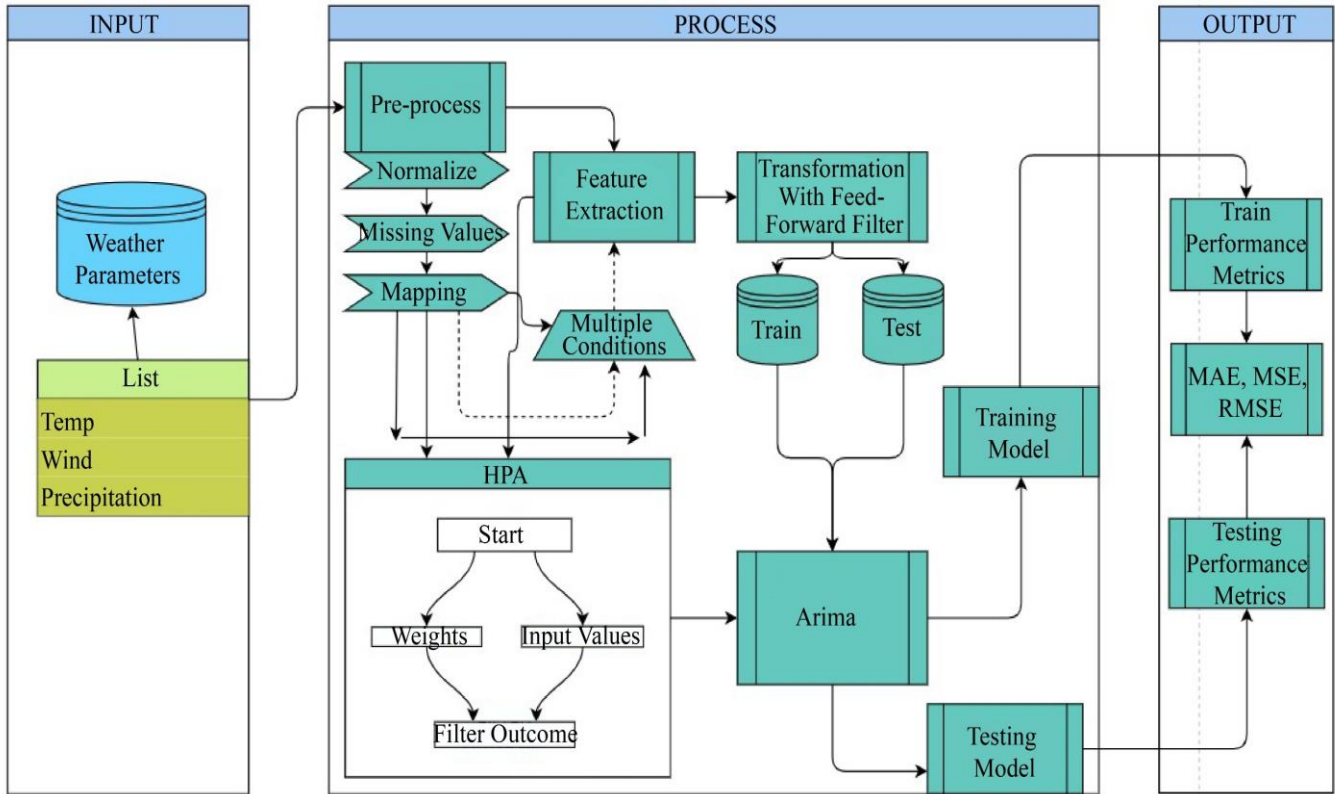 INPUT
Weather
Parameters
List
Temp
Wind
Precipitation
PROCESS
Pre-process
Normalize
Missing Values
Mapping
Feature
Extraction
Multiple
Conditions
Transformation
With Feed-
Forward Filter
Train
Test
HPA
Start
Weights
Input Values
Filter Outcome
Arima
Training
Model
Testing
Model
OUTPUT
Train
Performance
Metrics
MAE, MSE,
RMSE
Testing
Performance
Metrics